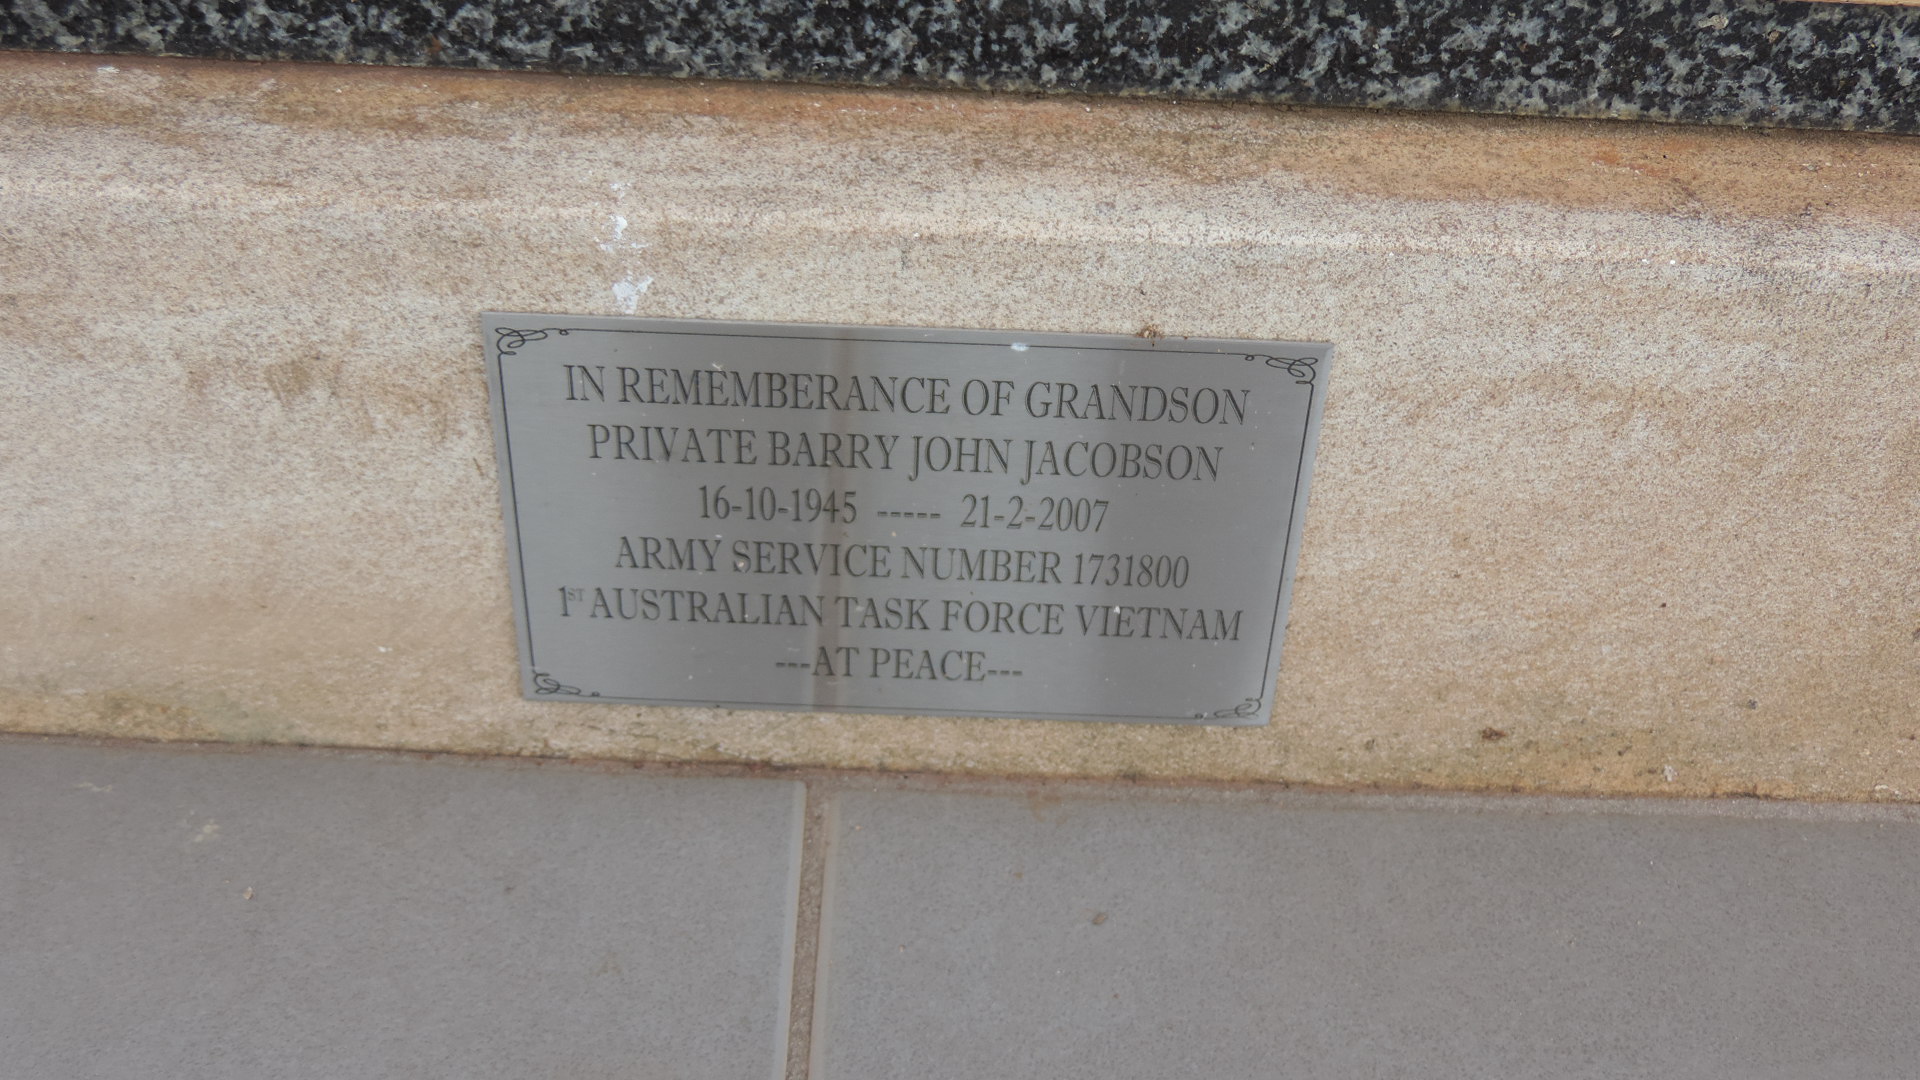 IN REMEMBERANCE OF GRANDSON
PRIVATE BARRY JOHN JACOBSON
16-10-1945 ----- 21-2-2007
ARMY SERVICE NUMBER 1731800
1ST AUSTRALIAN TASK FORCE VIETNAM
---AT PEACE---